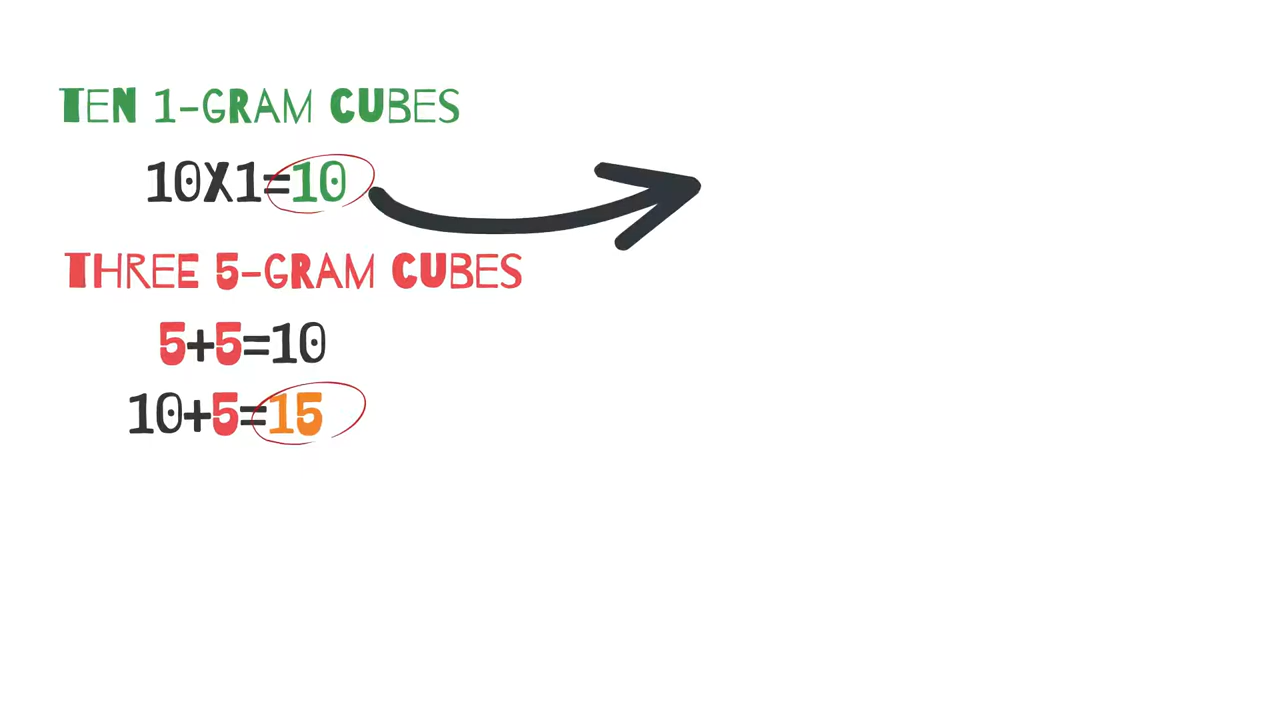 TEN 1-GRAM CUBES
10X1=10
THREE 5-GRAM CUBES
5+5=10
10+5=15